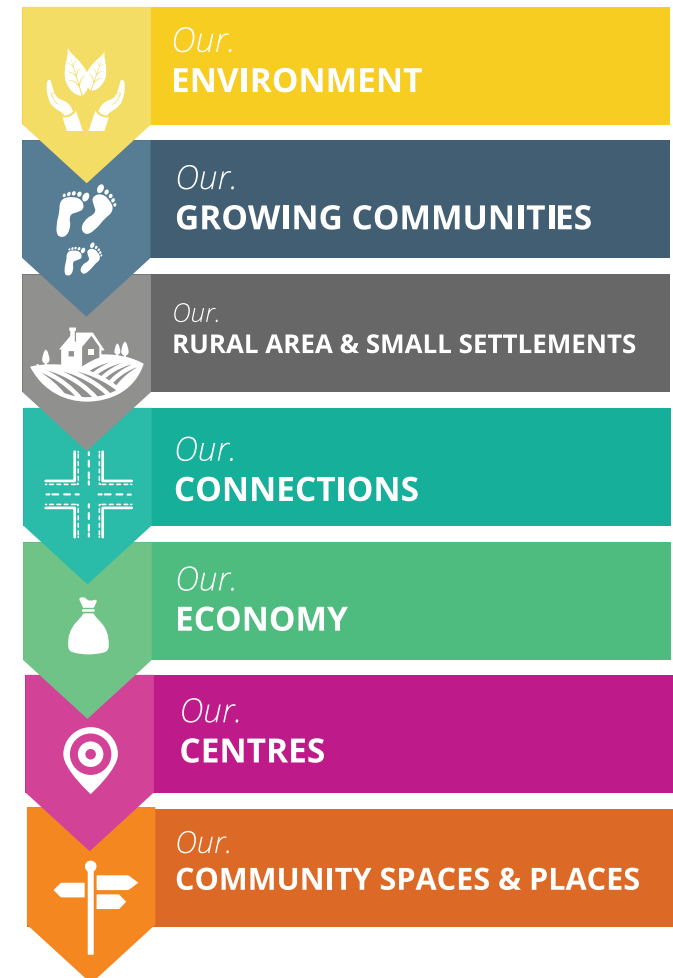 Our.
ENVIRONMENT
Our.
GROWING COMMUNITIES
Our.
RURAL AREA & SMALL SETTLEMENTS
Our.
CONNECTIONS
Our.
ECONOMY
Our.
CENTRES
Our.
COMMUNITY SPACES & PLACES